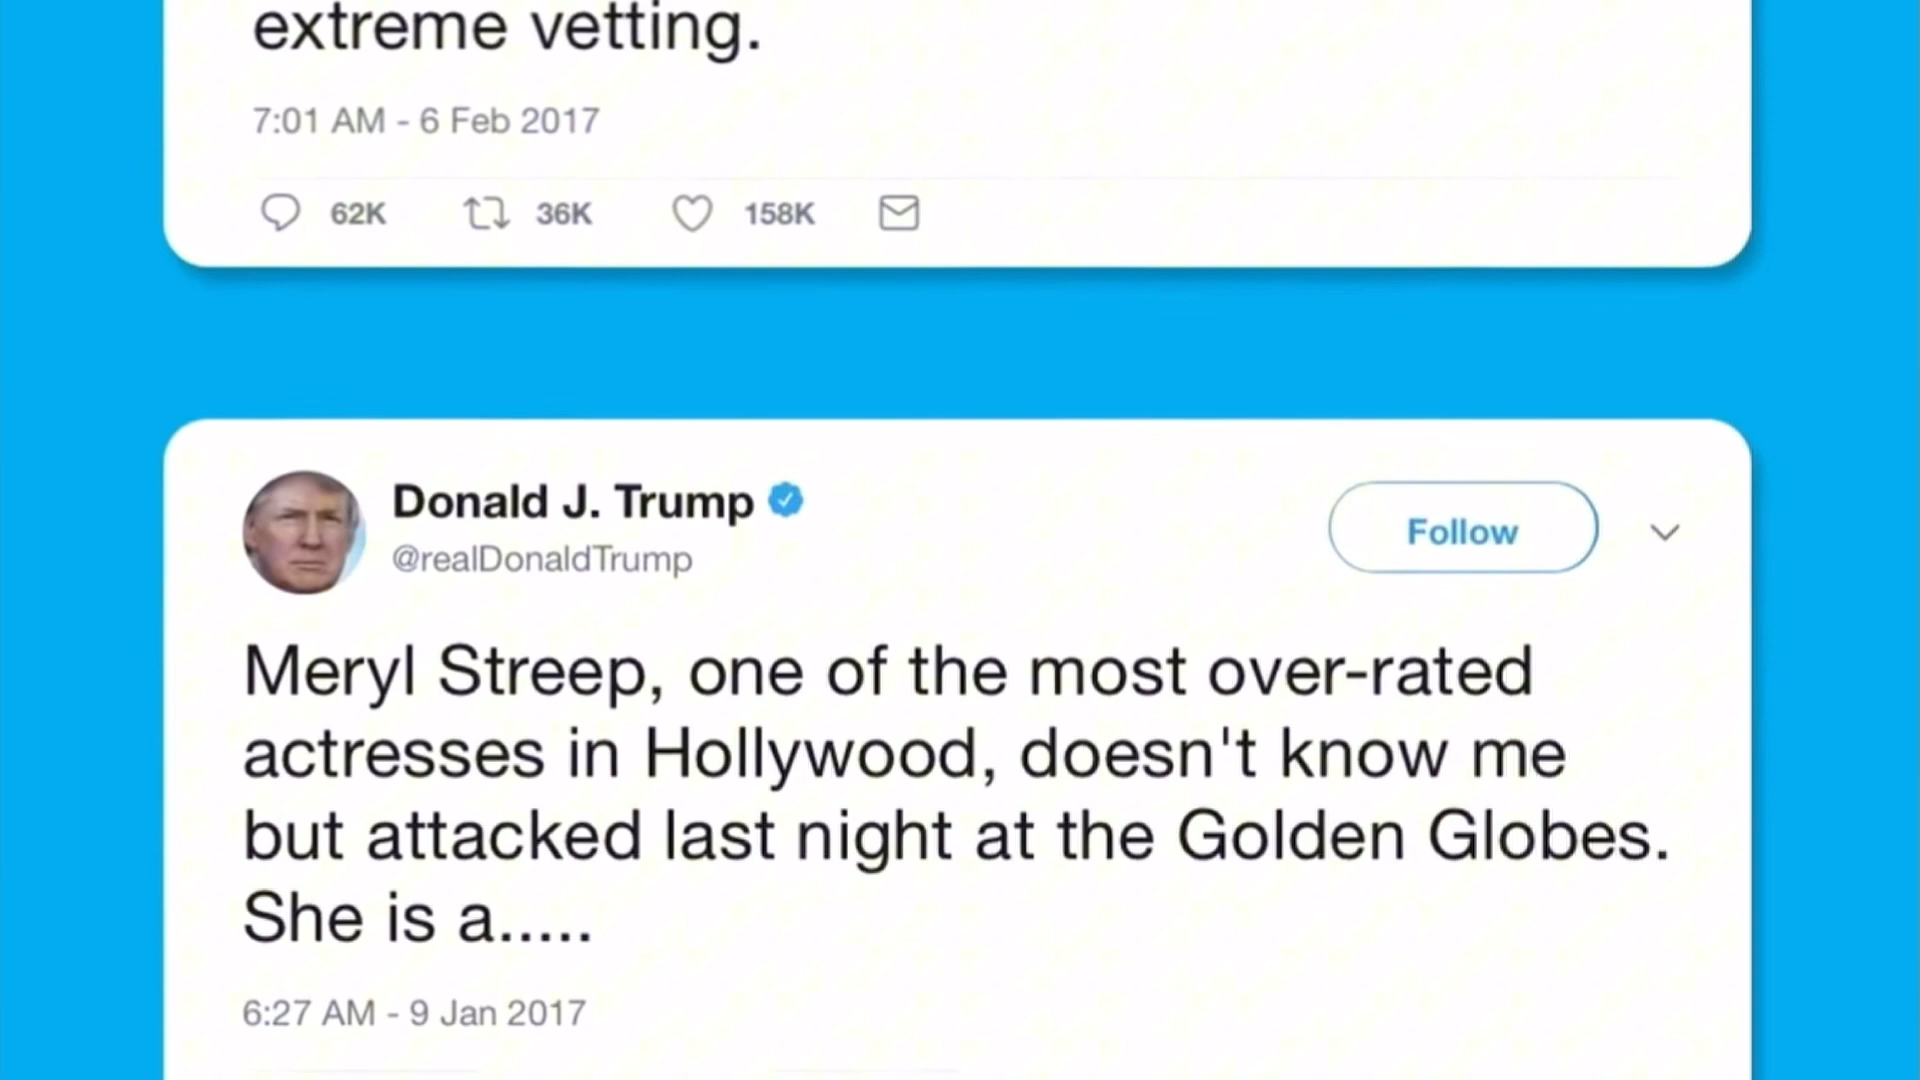 extreme vetting.
7:01 AM - 6 Feb 2017
62K 36K 158K
Donald J. Trump
@realDonaldTrump
Follow
Meryl Streep, one of the most over-rated
actresses in Hollywood, doesn't know me
but attacked last night at the Golden Globes.
She is a.....
6:27 AM - 9 Jan 2017